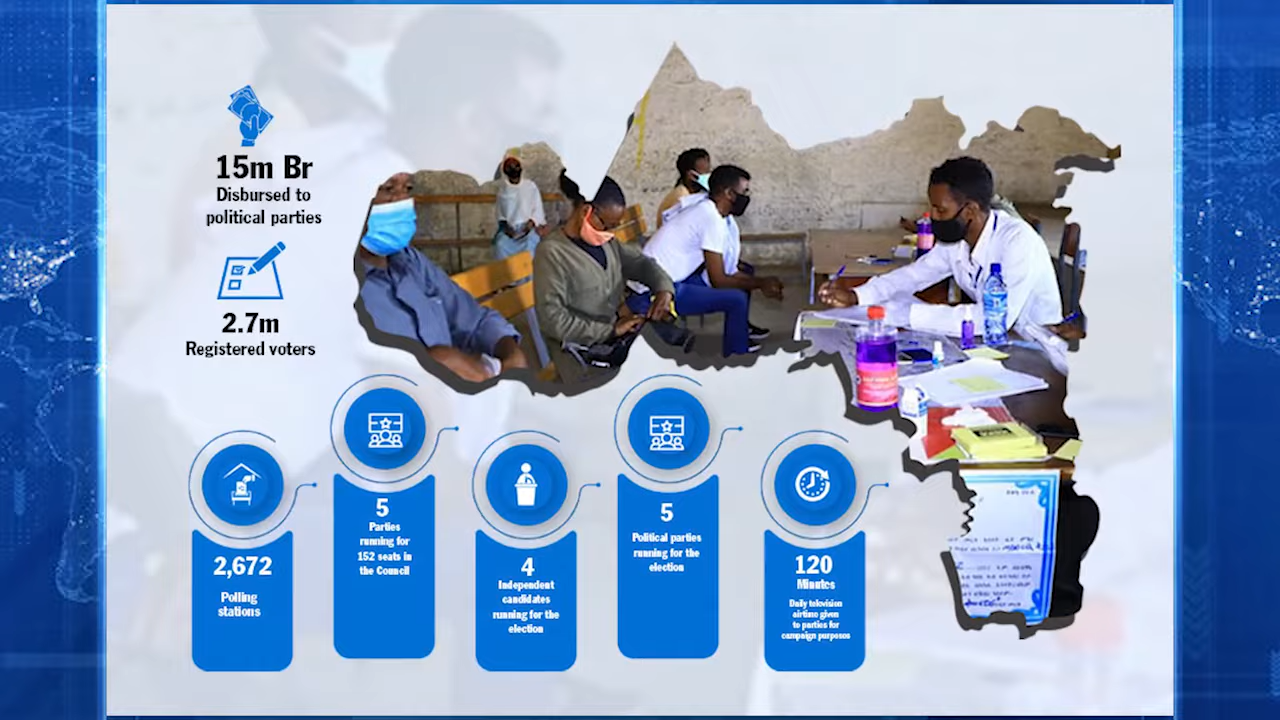 15m Br
Disbursed to
political parties
2.7m
Registered voters
2,672
Polling
stations
5
Parties
running for
152 seats in
the Council
4
Independent
candidates
running for the
election
5
Political parties
running for the
election
120
Minutes
Daily television
airtime given
to parties for
campaign purposes